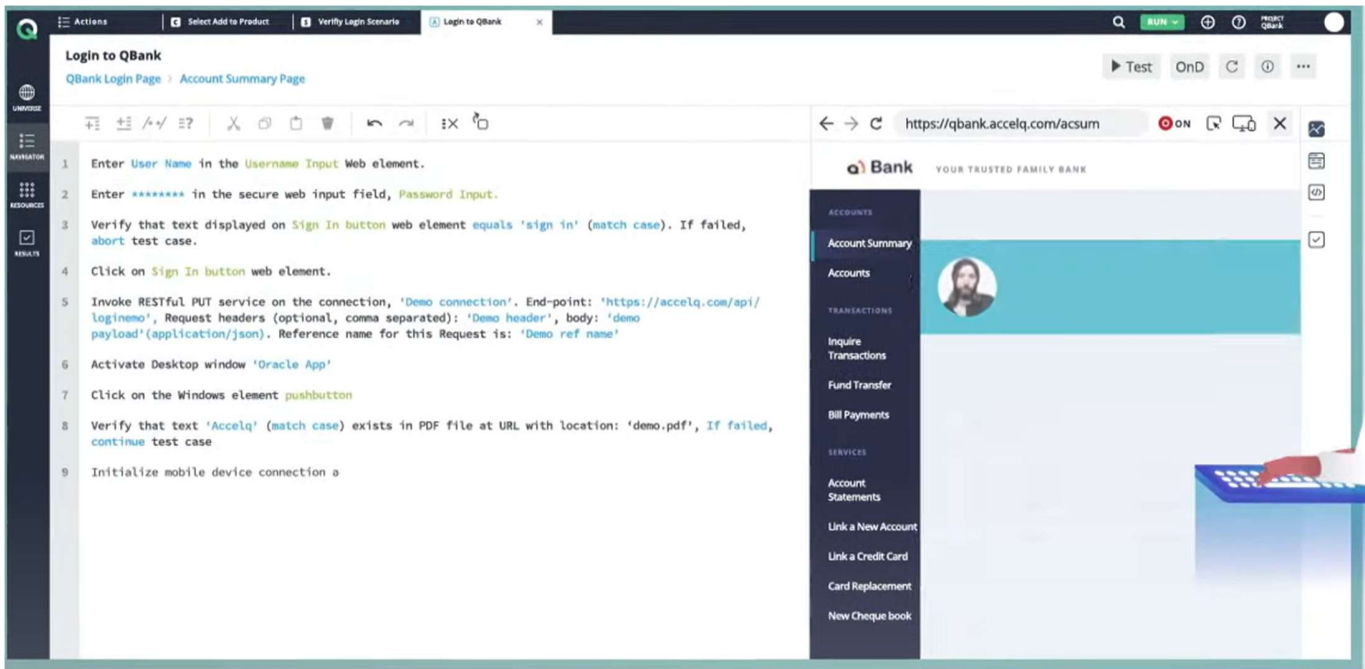 Actions
Select Add to Product
Verifly Login Scenario
Login to QBank
RUN
PROJECT
QBank
Login to QBank
QBank Login Page > Account Summary Page
Test
OnD
UNIVERSE
NAVIGATOR
RESOURCES
RESULTS
https://qbank.accelq.com/acsum
ON
1 Enter User Name in the Username Input Web element.
2 Enter ******** in the secure web input field, Password Input.
3 Verify that text displayed on Sign In button web element equals 'sign in' (match case). If failed,
abort test case.
4 Click on Sign In button web element.
5 Invoke RESTful PUT service on the connection, 'Demo connection'. End-point: 'https://accelq.com/api/
loginemo', Request headers (optional, comma separated): 'Demo header', body: 'demo
payload'(application/json). Reference name for this Request is: 'Demo ref name'
6 Activate Desktop window 'Oracle App'
7 Click on the Windows element pushbutton
8 Verify that text 'Accelq' (match case) exists in PDF file at URL with location: 'demo.pdf', If failed,
continue test case
9 Initialize mobile device connection a
Bank
YOUR TRUSTED FAMILY BANK
ACCOUNTS
Account Summary
Accounts
TRANSACTIONS
Inquire
Transactions
Fund Transfer
Bill Payments
SERVICES
Account
Statements
Link a New Account
Link a Credit Card
Card Replacement
New Cheque book